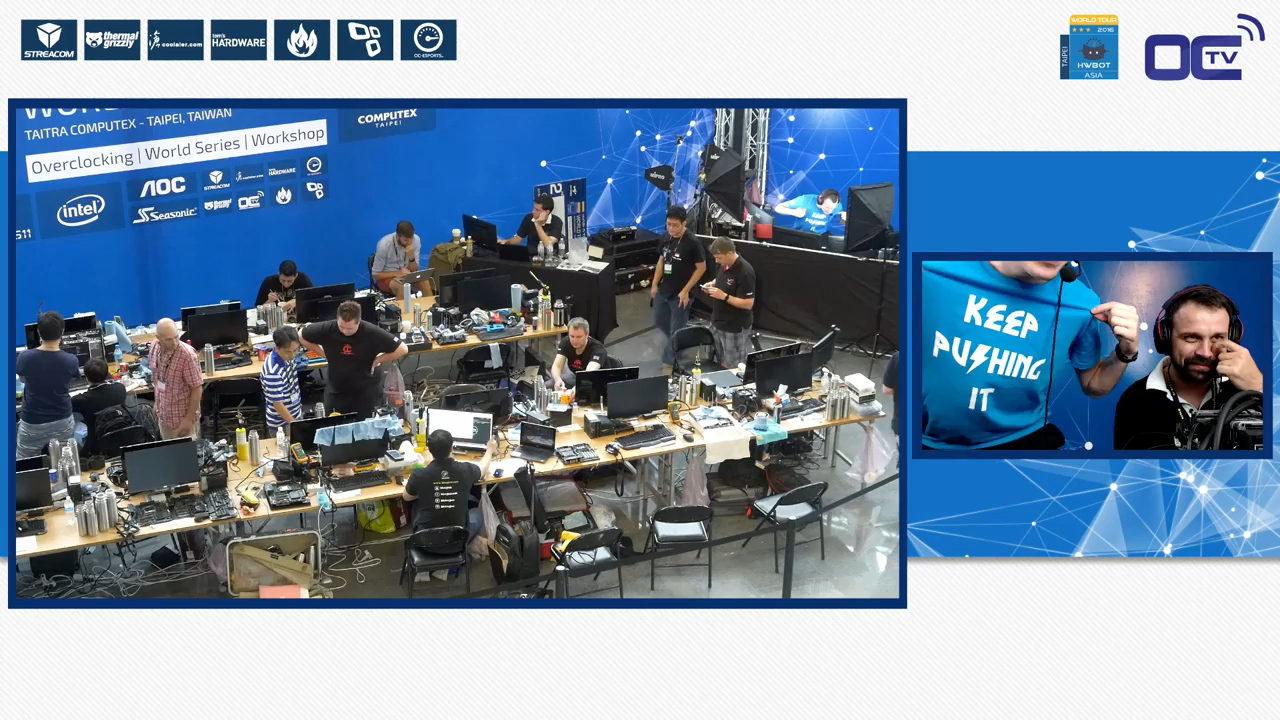 STREACOM
thermal grizzly
coolaler.com
tom's HARDWARE
OC-ESPORTS
WORLD TOUR
2016
TAIPEI
HWBOT
ASIA
OC TV
TAITRA COMPUTEX - TAIPEI, TAIWAN
Overclocking | World Series | Workshop
COMPUTEX
TAIPEI
intel
AOC
Seasonic
KEEP
PUSHING
IT